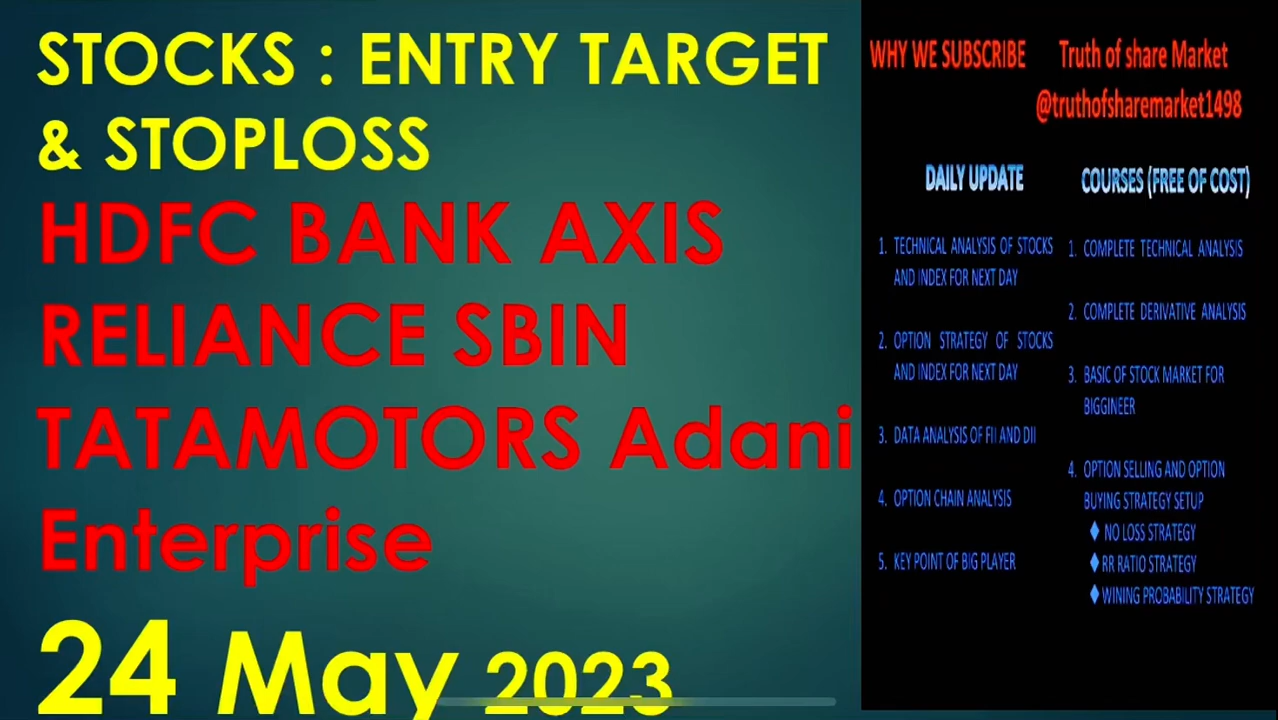 STOCKS : ENTRY TARGET
& STOPLOSS
HDFC BANK AXIS
RELIANCE SBIN
TATAMOTORS Adani
Enterprise
24 May 2023
WHY WE SUBSCRIBE Truth of share Market
@truthofsharemarket1498
DAILY UPDATE
1. TECHNICAL ANALYSIS OF STOCKS
AND INDEX FOR NEXT DAY
2. OPTION STRATEGY OF STOCKS
AND INDEX FOR NEXT DAY
3. DATA ANALYSIS OF FII AND DII
4. OPTION CHAIN ANALYSIS
5. KEY POINT OF BIG PLAYER
COURSES (FREE OF COST)
1. COMPLETE TECHNICAL ANALYSIS
2. COMPLETE DERIVATIVE ANALYSIS
3. BASIC OF STOCK MARKET FOR
BIGGINEER
4. OPTION SELLING AND OPTION
BUYING STRATEGY SETUP
NO LOSS STRATEGY
RR RATIO STRATEGY
WINING PROBABILITY STRATEGY